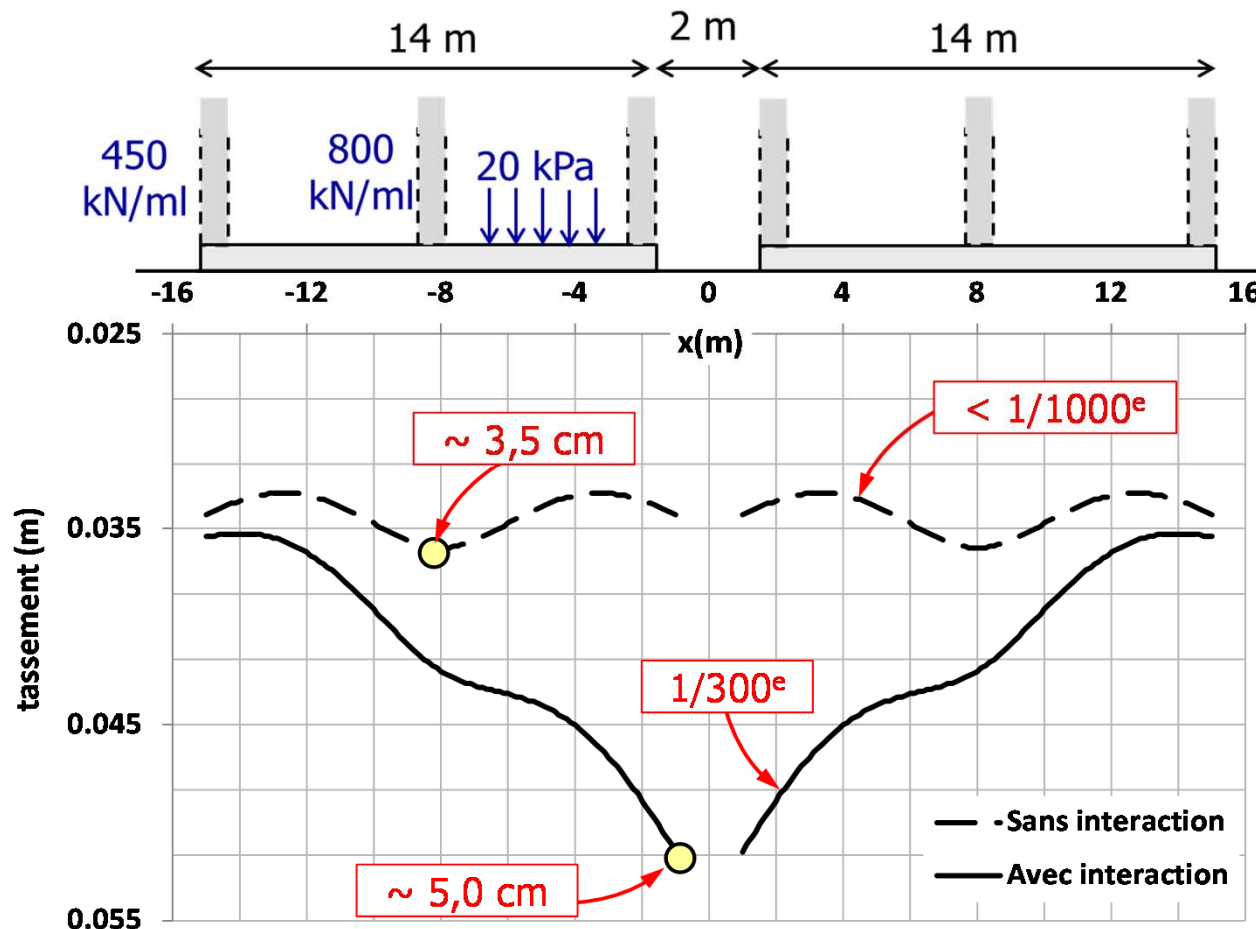 14 m
2 m
14 m
450
kN/ml
800
kN/ml
20 kPa
-16 -12 -8 -4 0 4 8 12 16
x(m)
0.025
0.035
0.045
0.055
tassement (m)
~ 3,5 cm
< 1/1000ᵉ
1/300ᵉ
~ 5,0 cm
Sans interaction
Avec interaction